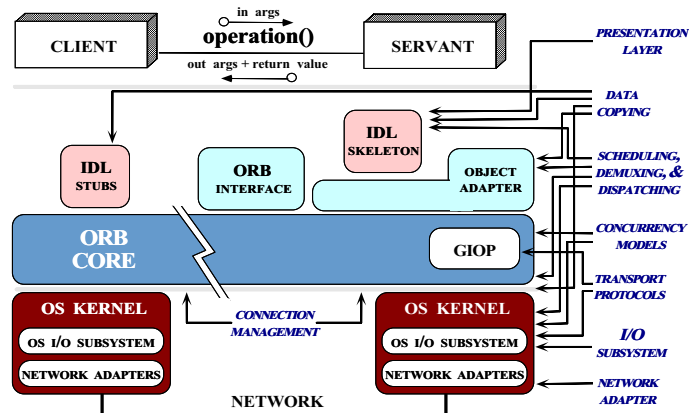 in args
operation()
out args + return value
CLIENT
SERVANT
PRESENTATION
LAYER
DATA
COPYING
SCHEDULING,
DEMUXING, &
DISPATCHING
CONCURRENCY
MODELS
TRANSPORT
PROTOCOLS
I/O
SUBSYSTEM
NETWORK
ADAPTER
IDL
STUBS
ORB
INTERFACE
IDL
SKELETON
OBJECT
ADAPTER
ORB
CORE
GIOP
OS KERNEL
OS I/O SUBSYSTEM
NETWORK ADAPTERS
CONNECTION
MANAGEMENT
OS KERNEL
OS I/O SUBSYSTEM
NETWORK ADAPTERS
NETWORK